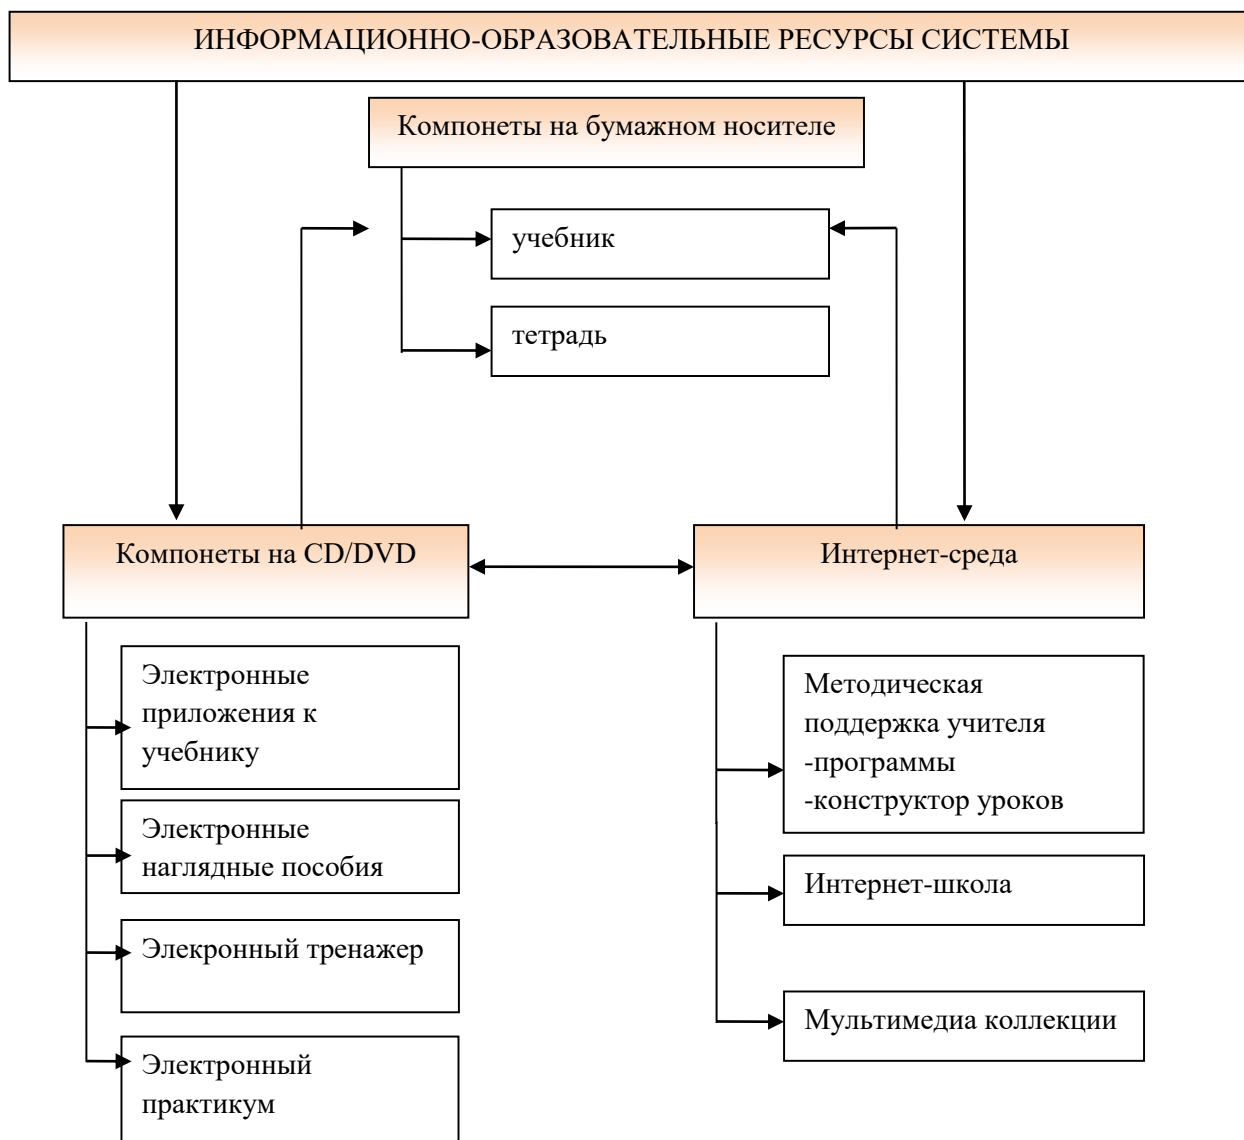 ИНФОРМАЦИОННО-ОБРАЗОВАТЕЛЬНЫЕ РЕСУРСЫ СИСТЕМЫ
Компонеты на бумажном носителе
учебник
тетрадь
Компонеты на CD/DVD
Электронные
приложения к
учебнику
Электронные
наглядные пособия
Элекронный тренажер
Электронный
практикум
Интернет-среда
Методическая
поддержка учителя
-программы
-конструктор уроков
Интернет-школа
Мультимедиа коллекции